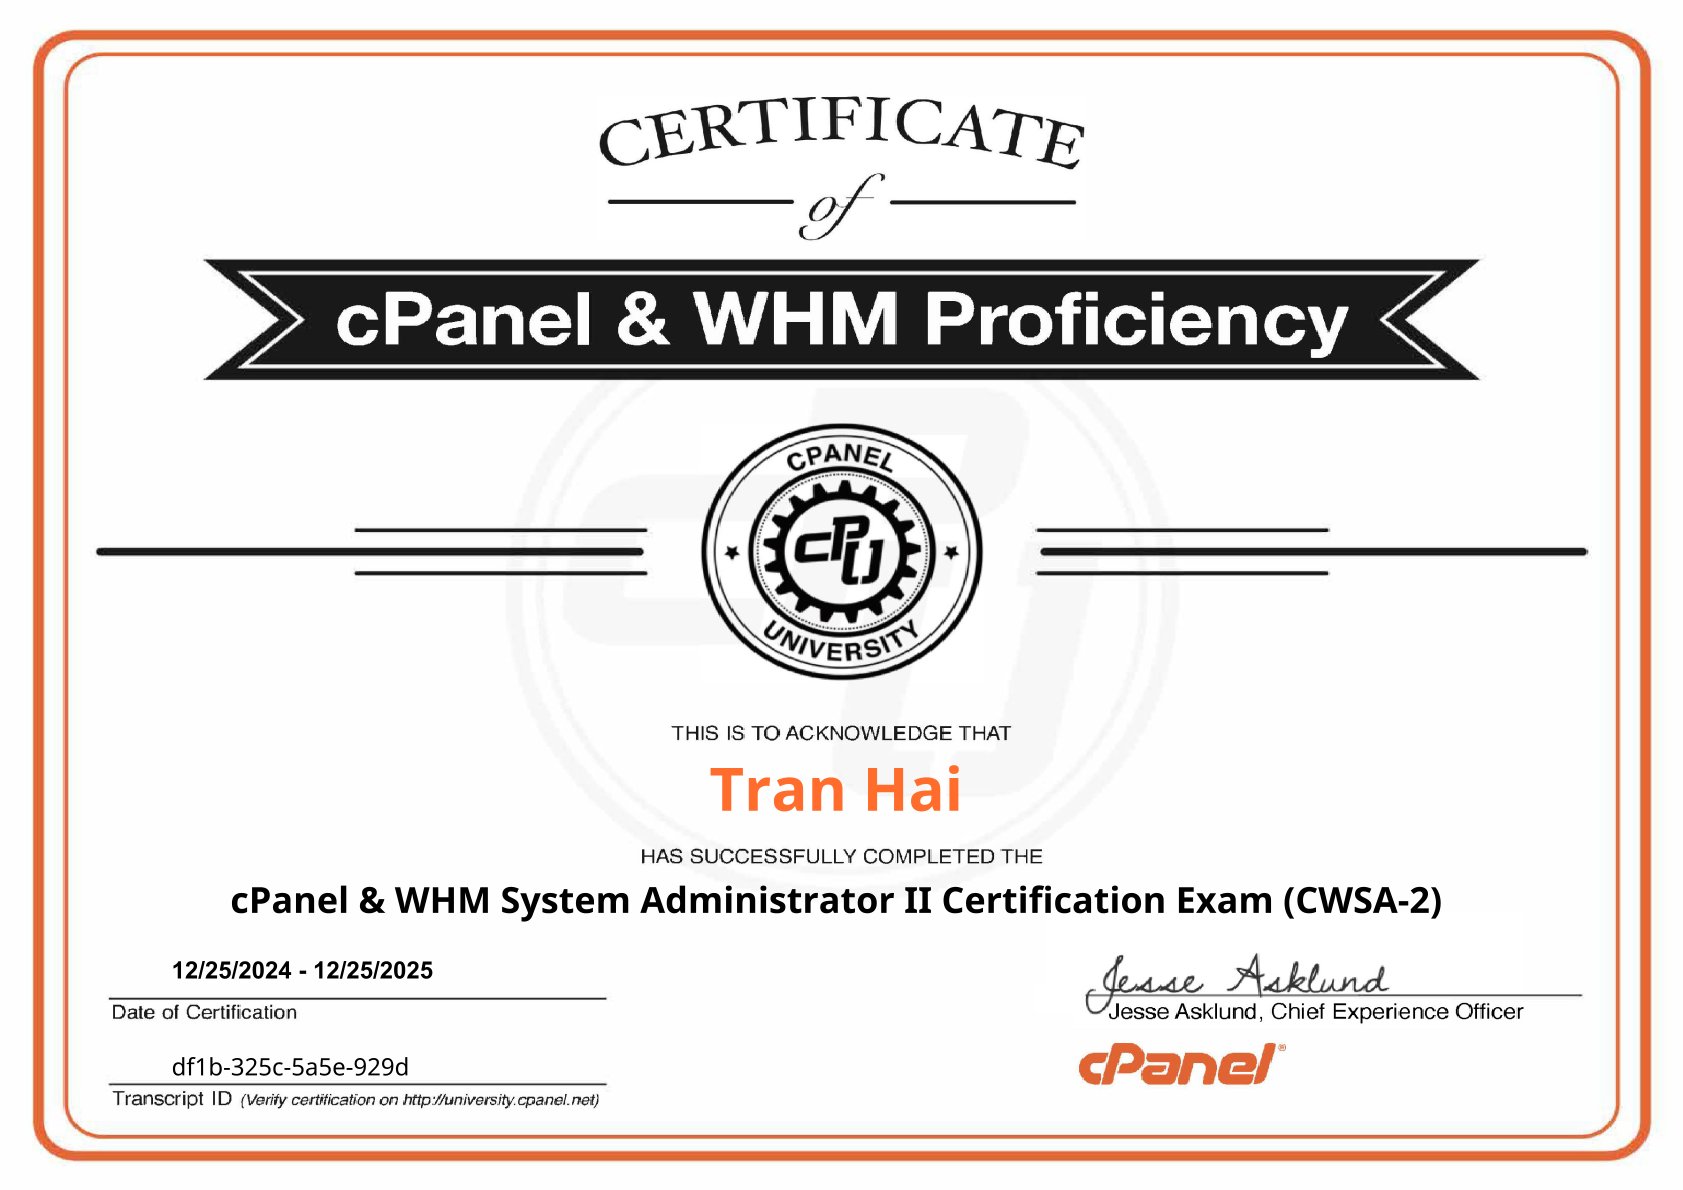 CERTIFICATE
of
cPanel & WHM Proficiency
CPANEL
CPU
UNIVERSITY
THIS IS TO ACKNOWLEDGE THAT
Tran Hai
HAS SUCCESSFULLY COMPLETED THE
cPanel & WHM System Administrator II Certification Exam (CWSA-2)
12/25/2024 - 12/25/2025
Date of Certification
Jesse Asklund
Jesse Asklund, Chief Experience Officer
df1b-325c-5a5e-929d
Transcript ID (Verify certification on http://university.cpanel.net)
cPanel®